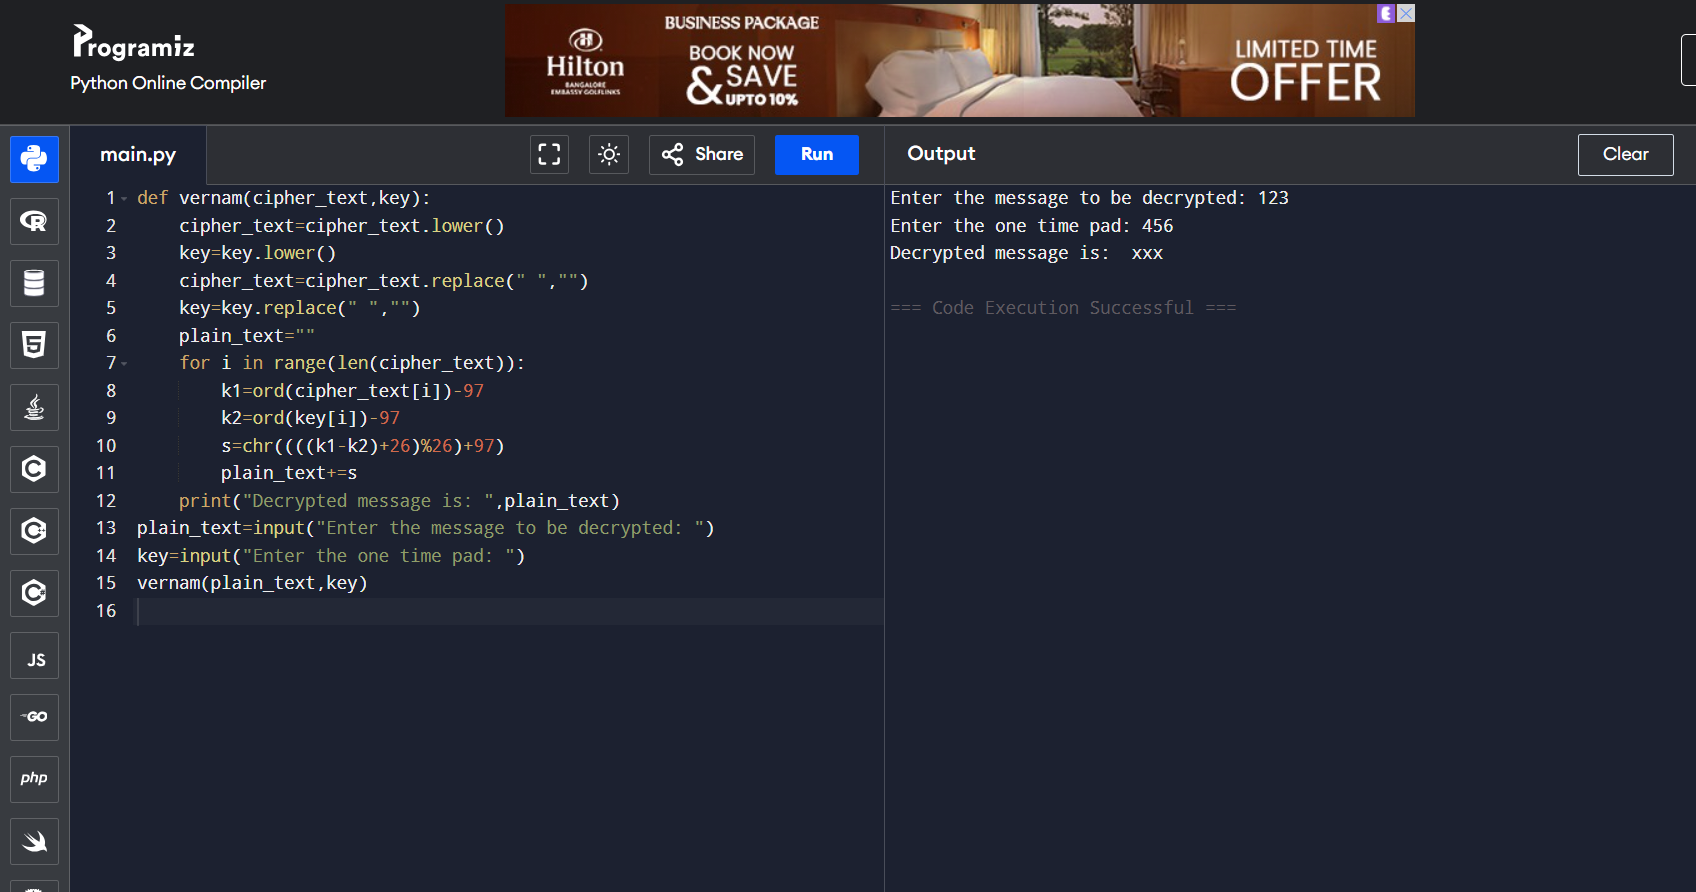 Programiz
Python Online Compiler
Hilton
BANGALORE
EMBASSY GOLFLINKS
BUSINESS PACKAGE
BOOK NOW
& SAVE
UPTO 10%
LIMITED TIME
OFFER
main.py
Share
Run
Output
Clear
1 def vernam(cipher_text,key):
2     cipher_text=cipher_text.lower()
3     key=key.lower()
4     cipher_text=cipher_text.replace(" ","")
5     key=key.replace(" ","")
6     plain_text=""
7     for i in range(len(cipher_text)):
8         k1=ord(cipher_text[i])-97
9         k2=ord(key[i])-97
10         s=chr((((k1-k2)+26)%26)+97)
11         plain_text+=s
12     print("Decrypted message is: ",plain_text)
13 plain_text=input("Enter the message to be decrypted: ")
14 key=input("Enter the one time pad: ")
15 vernam(plain_text,key)
16
Enter the message to be decrypted: 123
Enter the one time pad: 456
Decrypted message is:  xxx
=== Code Execution Successful ===
R
5
C
C++
C#
JS
GO
php